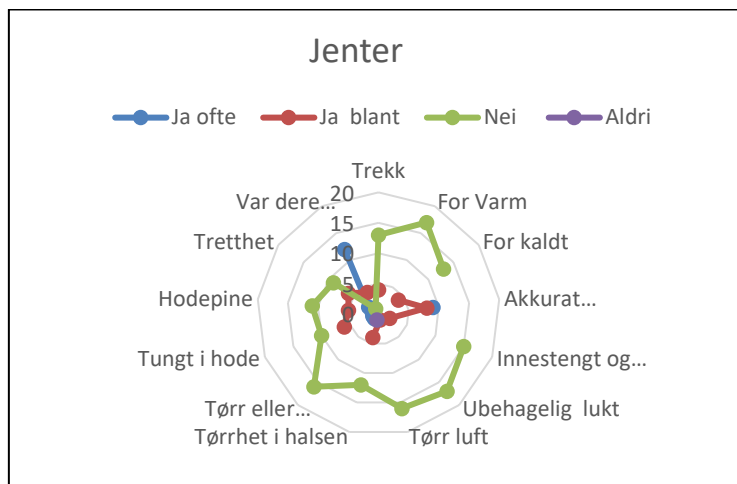 Jenter
Ja ofte Ja blant Nei Aldri
Trekk
20
Var dere... For Varm
15
Tretthet For kaldt
10
5
Hodepine Akkurat...
0
Tungt i hode Innestengt og...
Tørr eller... Ubehagelig lukt
Tørrhet i halsen Tørr luft